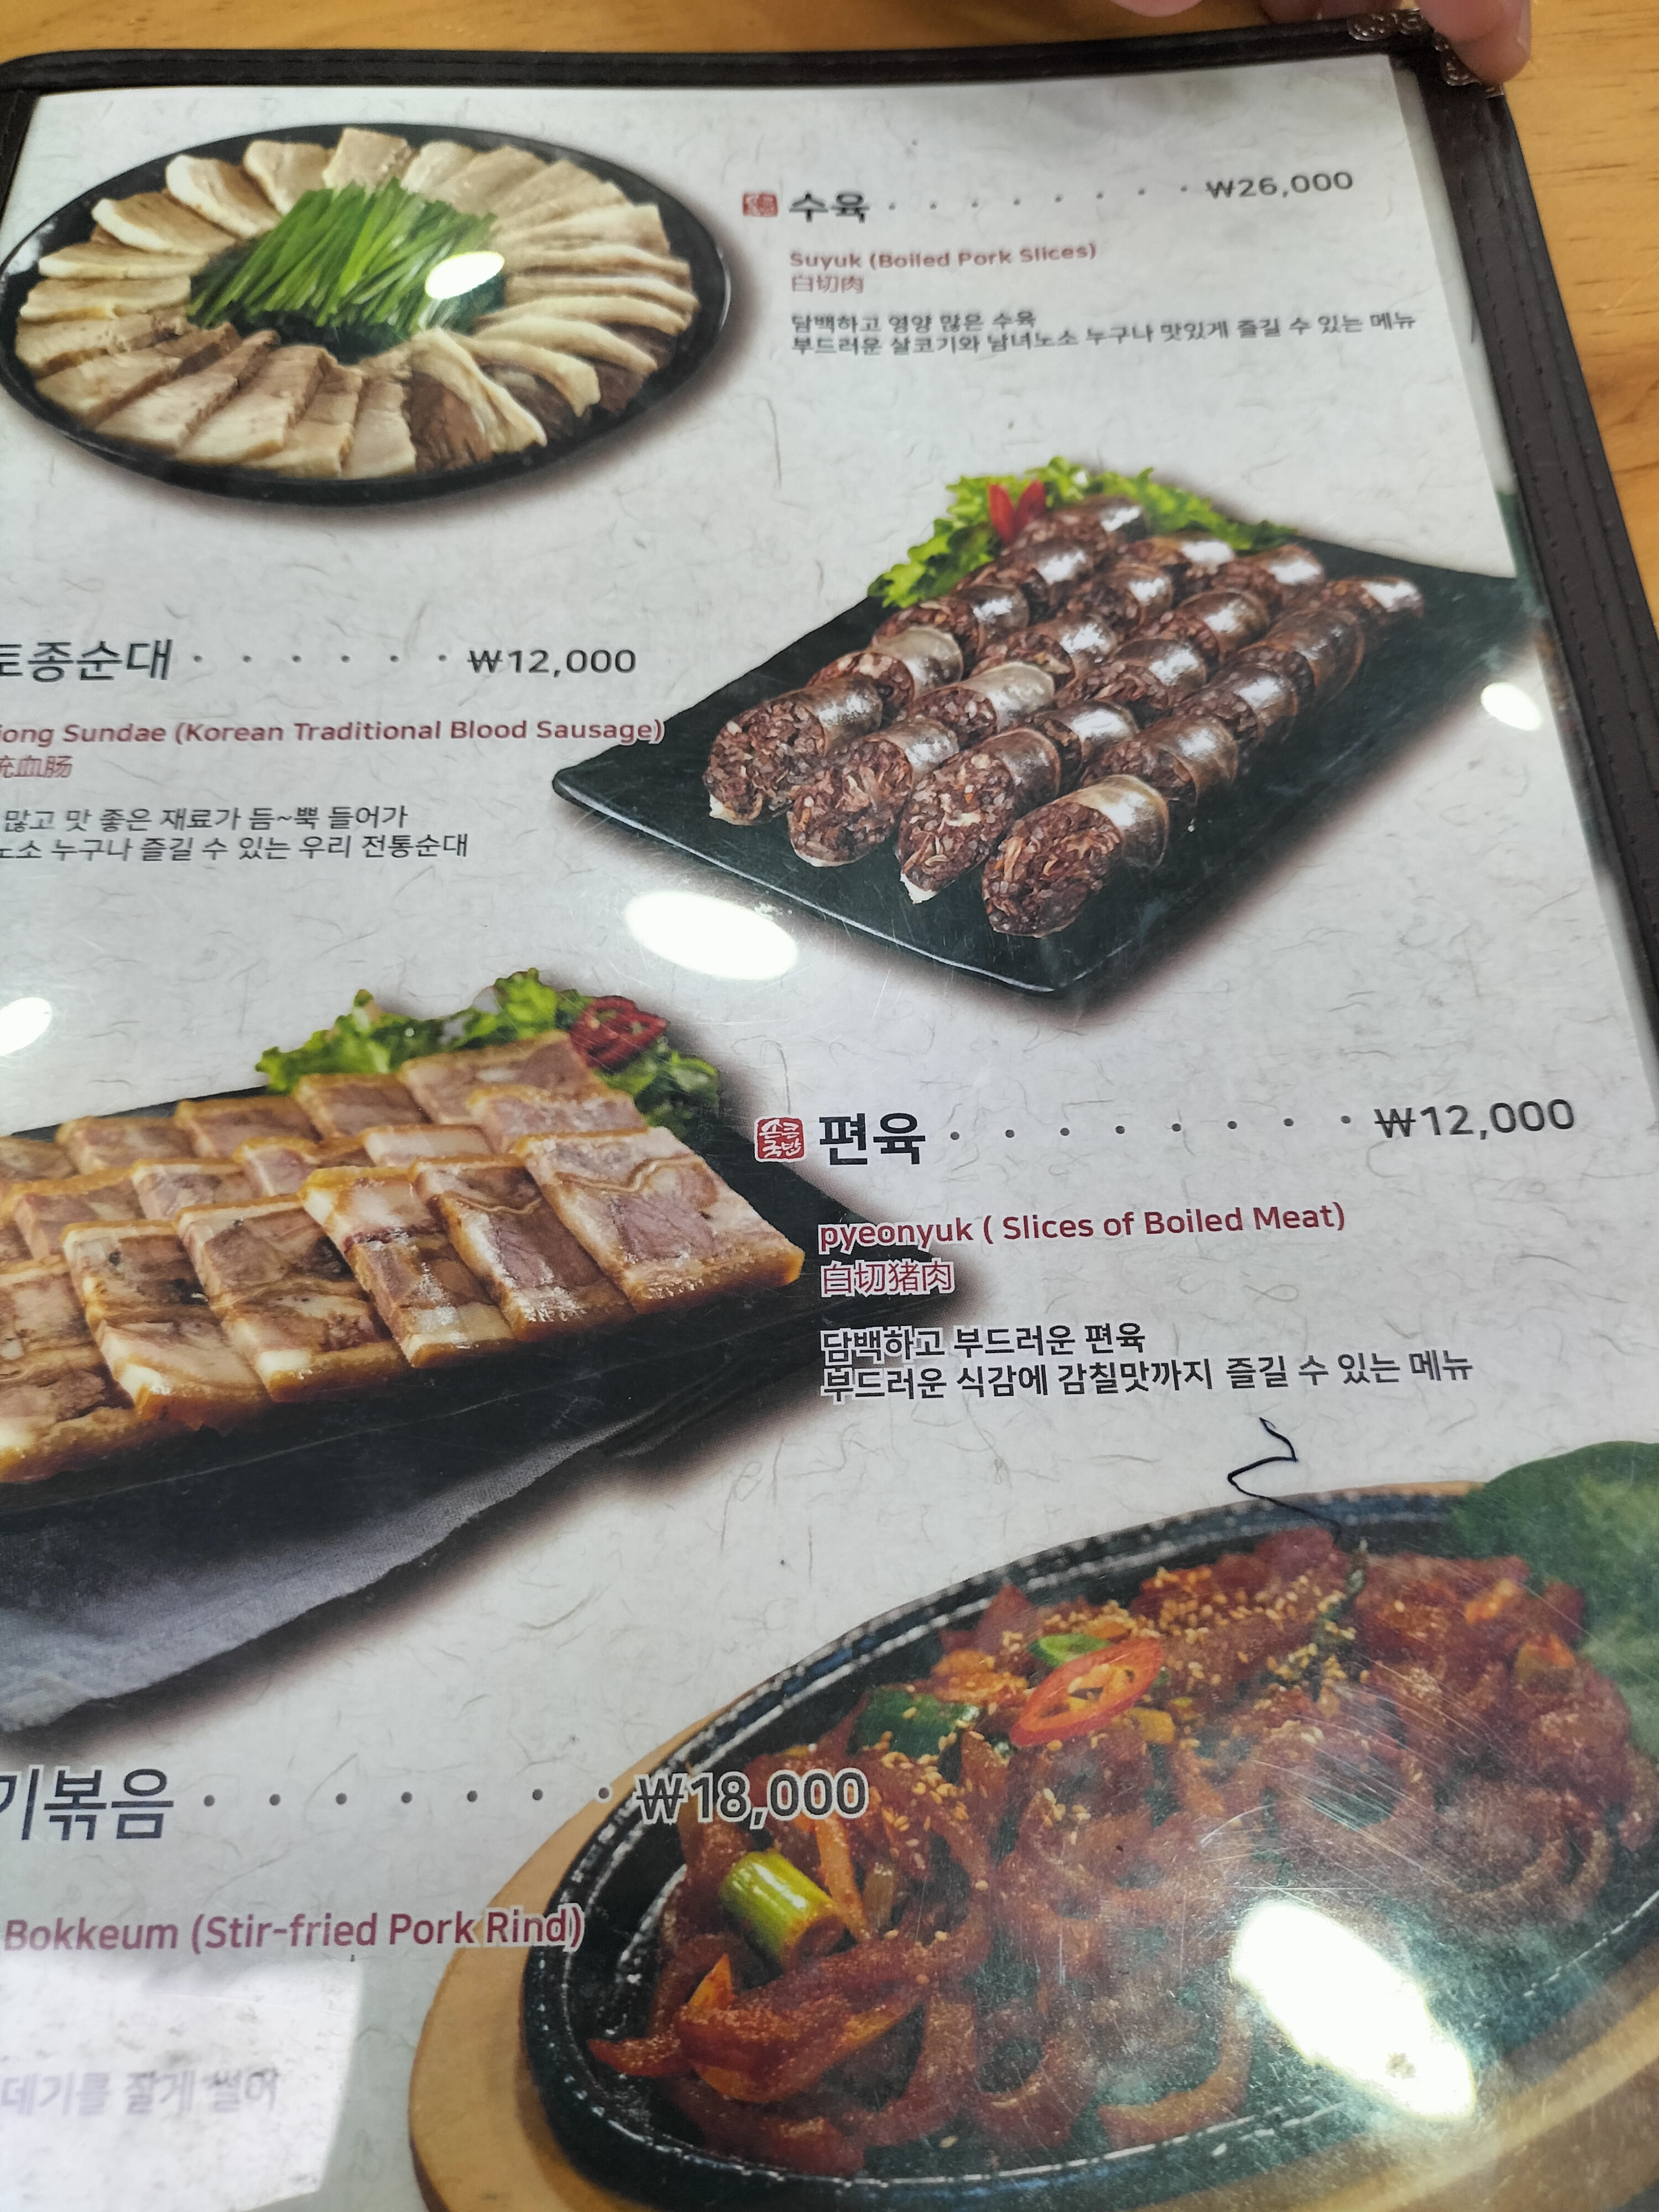 수육 · · · · · · · · ₩26,000
Suyuk (Boiled Pork Slices)
白切肉
담백하고 영양 많은 수육
부드러운 살코기와 남녀노소 누구나 맛있게 즐길 수 있는 메뉴
토종순대 · · · · · · · ₩12,000
jong Sundae (Korean Traditional Blood Sausage)
统血肠
많고 맛 좋은 재료가 듬~뿍 들어가
노소 누구나 즐길 수 있는 우리 전통순대
손큰
국밥
편육 · · · · · · · · ₩12,000
pyeonyuk ( Slices of Boiled Meat)
白切猪肉
담백하고 부드러운 편육
부드러운 식감에 감칠맛까지 즐길 수 있는 메뉴
기볶음 · · · · · · · ₩18,000
Bokkeum (Stir-fried Pork Rind)
데기를 잘게 썰어